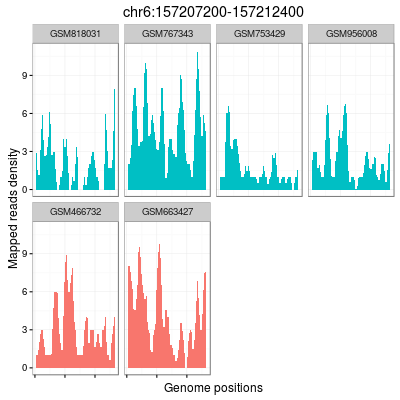 chr6:157207200-157212400
GSM818031 GSM767343 GSM753429 GSM956008
9
6
3
0
Mapped reads density
GSM466732 GSM663427
9
6
3
0
Genome positions